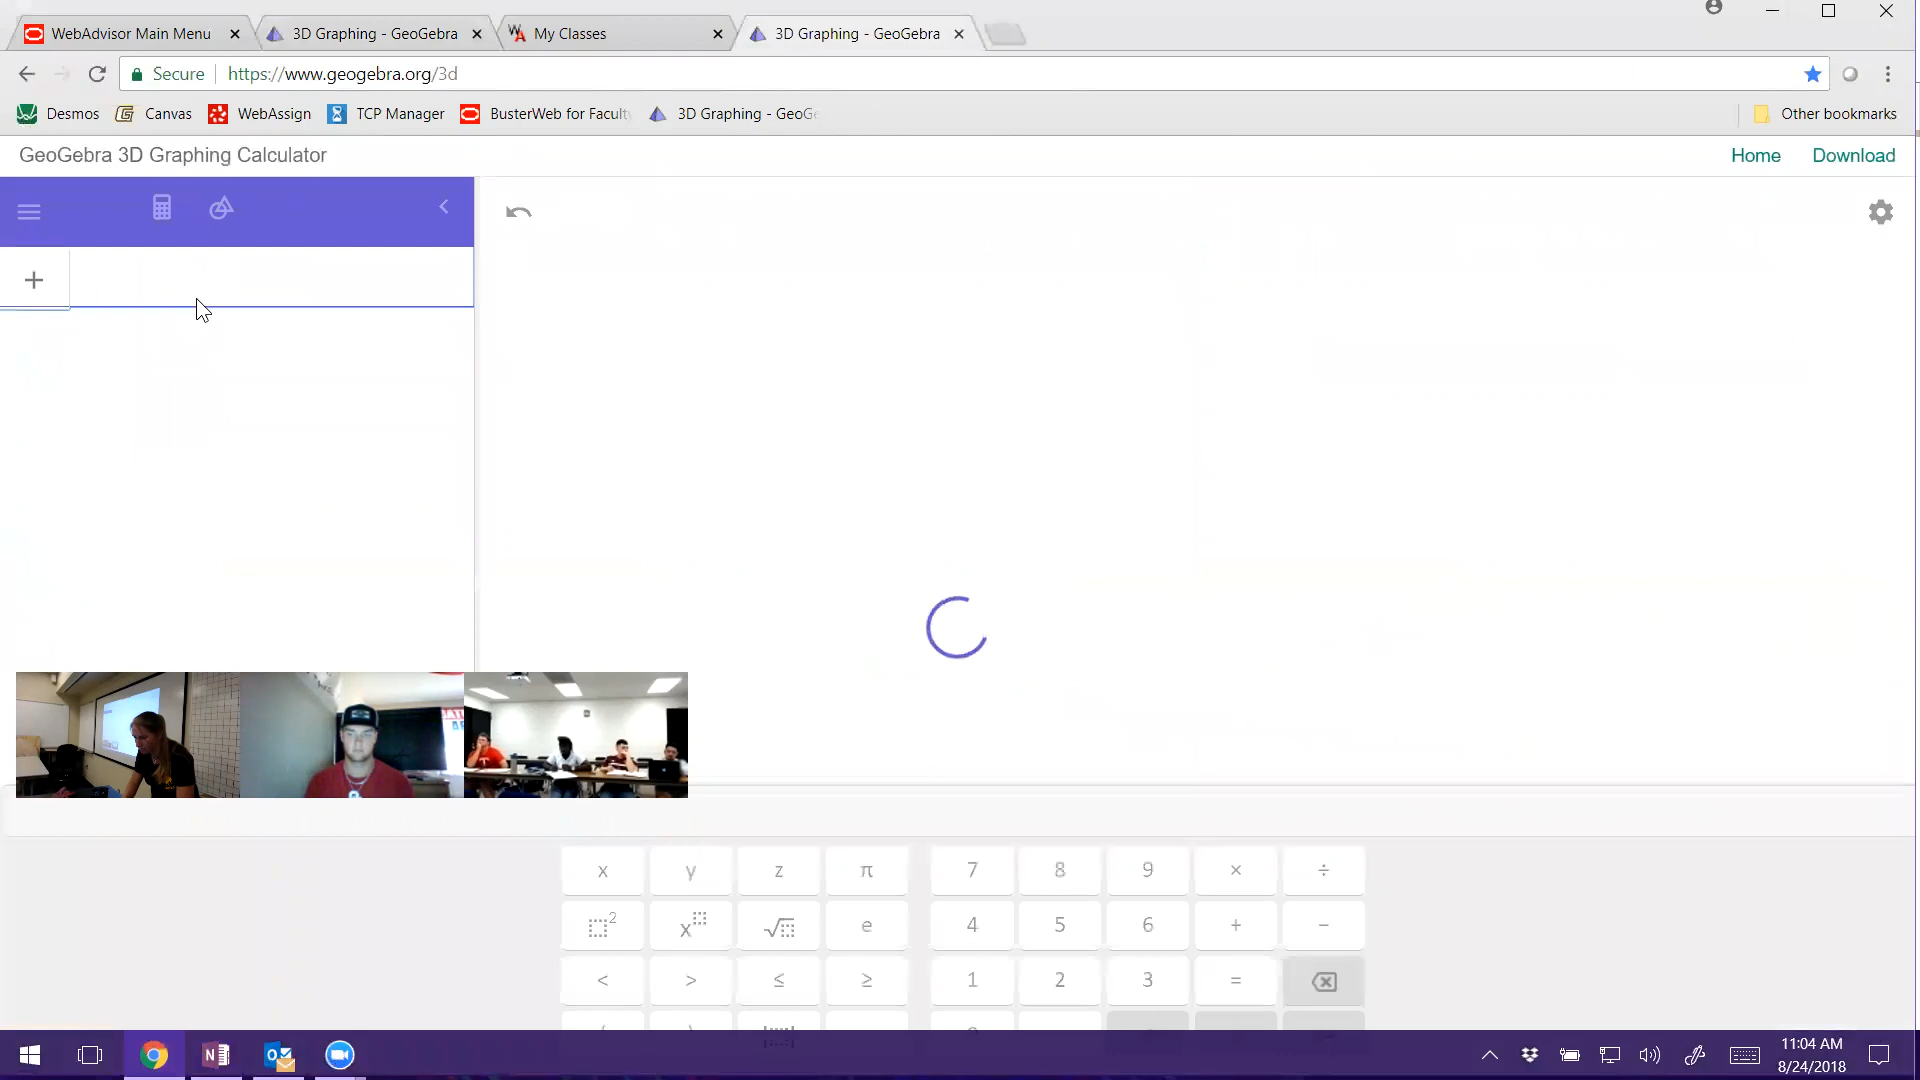 WebAdvisor Main Menu
3D Graphing - GeoGebra
My Classes
3D Graphing - GeoGebra
Secure
https://www.geogebra.org/3d
Desmos
Canvas
WebAssign
TCP Manager
BusterWeb for Facult
3D Graphing - GeoG
Other bookmarks
GeoGebra 3D Graphing Calculator
Home
Download
+
x y z π 7 8 9 × ÷
2 x √ e 4 5 6 + −
< > ≤ ≥ 1 2 3 =
11:04 AM
8/24/2018